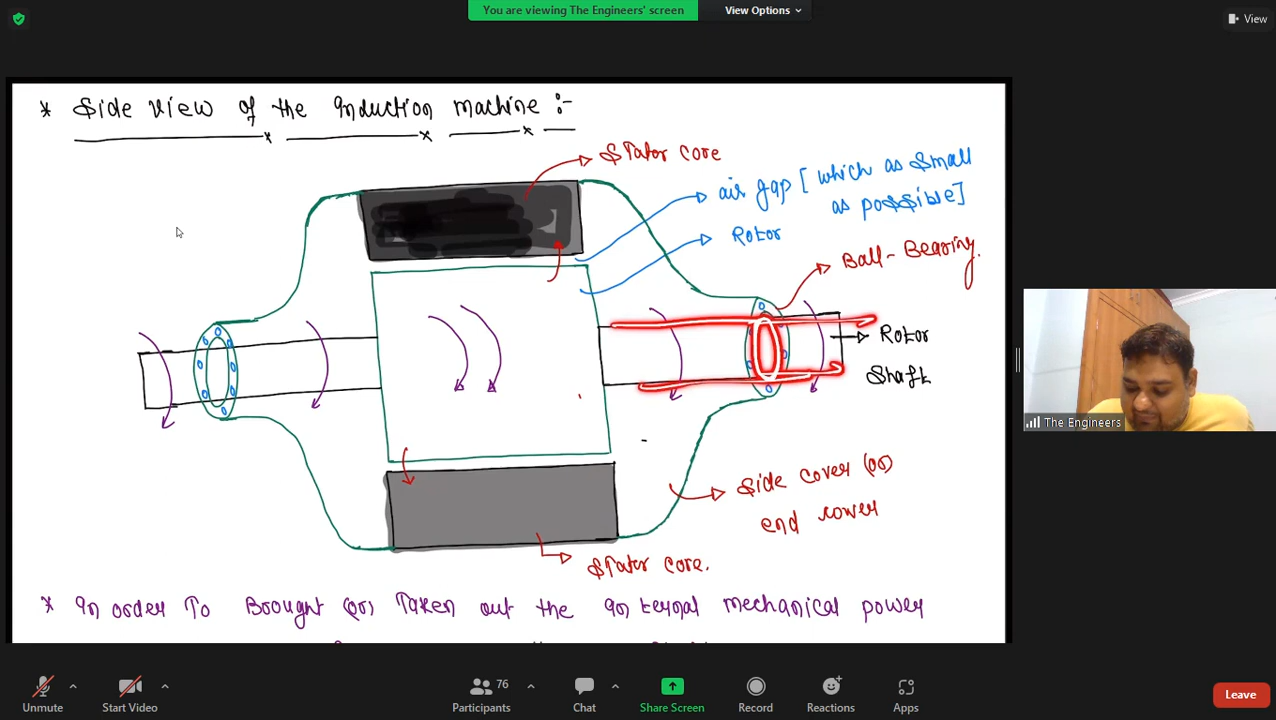 You are viewing The Engineers' screen
View Options
View
* Side view of the induction machine :-
Stator core
air gap [which as small
as possible]
Rotor
Ball-Bearing.
Rotor
Shaft
Side cover (or)
end cover
Stator core.
* In order To Brought (or) Taken out the internal mechanical power
The Engineers
Unmute
Start Video
76
Participants
Chat
Share Screen
Record
Reactions
Apps
Leave